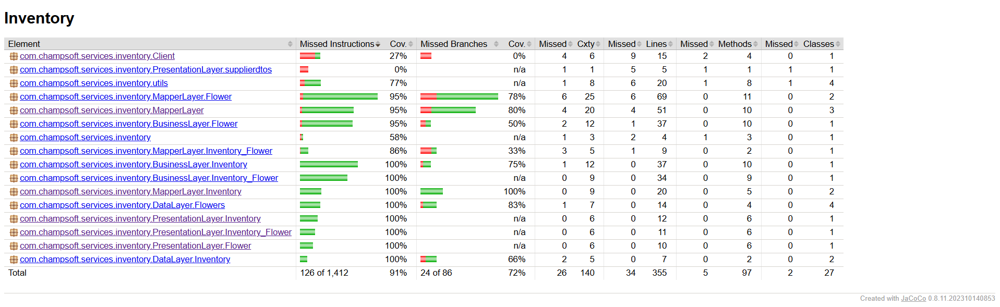 Inventory
Element Missed Instructions Cov. Missed Branches Cov. Missed Cxty Missed Lines Missed Methods Missed Classes
com.champsoft.services.inventory.Client 27% 0% 4 6 9 15 2 4 0 1
com.champsoft.services.inventory.PresentationLayer.supplierdtos 0% n/a 1 1 5 5 1 1 1 1
com.champsoft.services.inventory.utils 77% n/a 1 8 6 20 1 8 1 4
com.champsoft.services.inventory.MapperLayer.Flower 95% 78% 6 25 6 69 0 11 0 2
com.champsoft.services.inventory.MapperLayer 95% 80% 4 20 4 51 0 10 0 3
com.champsoft.services.inventory.BusinessLayer.Flower 95% 50% 2 12 1 37 0 10 0 1
com.champsoft.services.inventory 58% n/a 1 3 2 4 1 3 0 1
com.champsoft.services.inventory.MapperLayer.Inventory_Flower 86% 33% 3 5 1 9 0 2 0 1
com.champsoft.services.inventory.BusinessLayer.Inventory 100% 75% 1 12 0 37 0 10 0 1
com.champsoft.services.inventory.BusinessLayer.Inventory_Flower 100% n/a 0 9 0 34 0 9 0 1
com.champsoft.services.inventory.MapperLayer.Inventory 100% 100% 0 9 0 20 0 5 0 2
com.champsoft.services.inventory.DataLayer.Flowers 100% 83% 1 7 0 14 0 4 0 4
com.champsoft.services.inventory.PresentationLayer.Inventory 100% n/a 0 6 0 12 0 6 0 1
com.champsoft.services.inventory.PresentationLayer.Inventory_Flower 100% n/a 0 6 0 11 0 6 0 1
com.champsoft.services.inventory.PresentationLayer.Flower 100% n/a 0 6 0 10 0 6 0 1
com.champsoft.services.inventory.DataLayer.Inventory 100% 66% 2 5 0 7 0 2 0 2
Total 126 of 1,412 91% 24 of 86 72% 26 140 34 355 5 97 2 27
Created with JaCoCo 0.8.11.202310140853